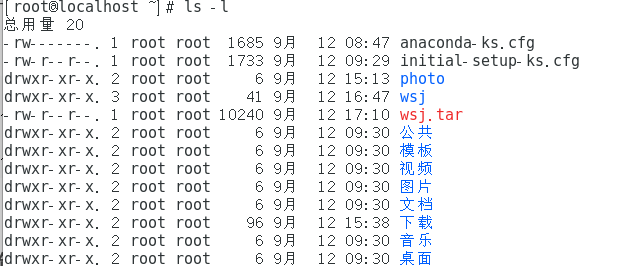 [root@localhost ~]# ls -l
总用量 20
-rw-------. 1 root root  1685 9月  12 08:47 anaconda-ks.cfg
-rw-r--r--. 1 root root  1733 9月  12 09:29 initial-setup-ks.cfg
drwxr-xr-x. 2 root root     6 9月  12 15:13 photo
drwxr-xr-x. 3 root root    41 9月  12 16:47 wsj
-rw-r--r--. 1 root root 10240 9月  12 17:10 wsj.tar
drwxr-xr-x. 2 root root     6 9月  12 09:30 公共
drwxr-xr-x. 2 root root     6 9月  12 09:30 模板
drwxr-xr-x. 2 root root     6 9月  12 09:30 视频
drwxr-xr-x. 2 root root     6 9月  12 09:30 图片
drwxr-xr-x. 2 root root     6 9月  12 09:30 文档
drwxr-xr-x. 2 root root    96 9月  12 15:38 下载
drwxr-xr-x. 2 root root     6 9月  12 09:30 音乐
drwxr-xr-x. 2 root root     6 9月  12 09:30 桌面